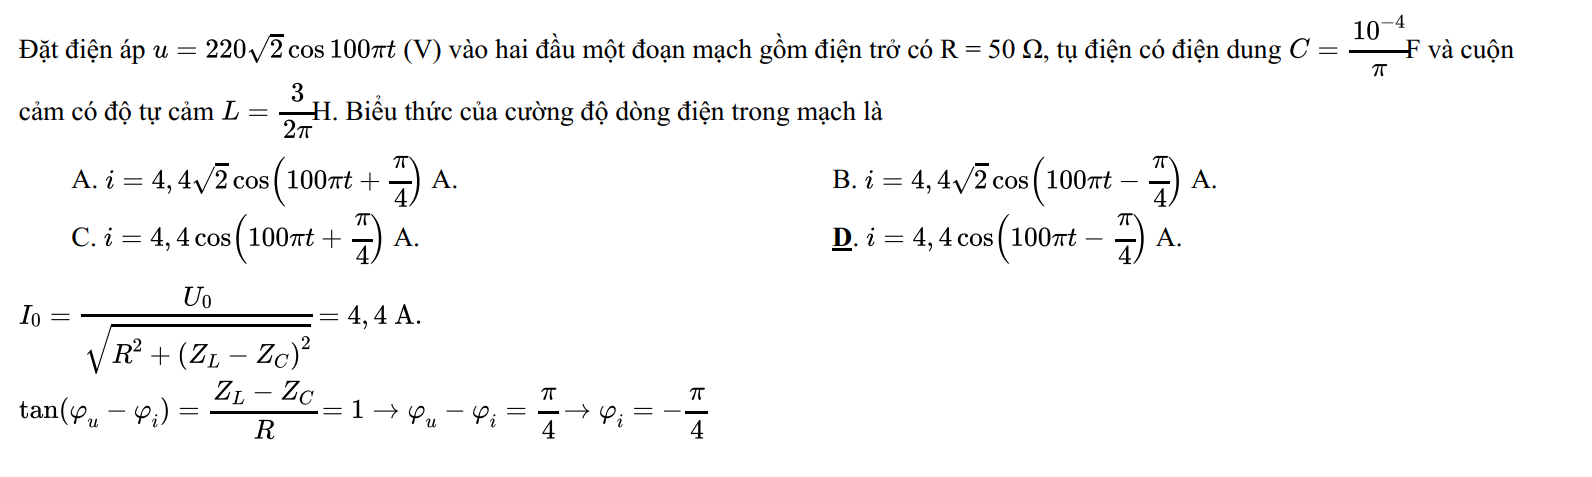 Đặt điện áp $u = 220\sqrt{2}\cos 100\pi t$ (V) vào hai đầu một đoạn mạch gồm điện trở có R = 50 Ω, tụ điện có điện dung $C = \frac{10^{-4}}{\pi}$F và cuộn
cảm có độ tự cảm $L = \frac{3}{2\pi}$H. Biểu thức của cường độ dòng điện trong mạch là
A. $i = 4,4\sqrt{2}\cos\left(100\pi t + \frac{\pi}{4}\right)$ A. B. $i = 4,4\sqrt{2}\cos\left(100\pi t - \frac{\pi}{4}\right)$ A.
C. $i = 4,4\cos\left(100\pi t + \frac{\pi}{4}\right)$ A. D. $i = 4,4\cos\left(100\pi t - \frac{\pi}{4}\right)$ A.
$I_0 = \frac{U_0}{\sqrt{R^2 + (Z_L - Z_C)^2}} = 4,4$ A.
$\tan(\varphi_u - \varphi_i) = \frac{Z_L - Z_C}{R} = 1 \rightarrow \varphi_u - \varphi_i = \frac{\pi}{4} \rightarrow \varphi_i = -\frac{\pi}{4}$